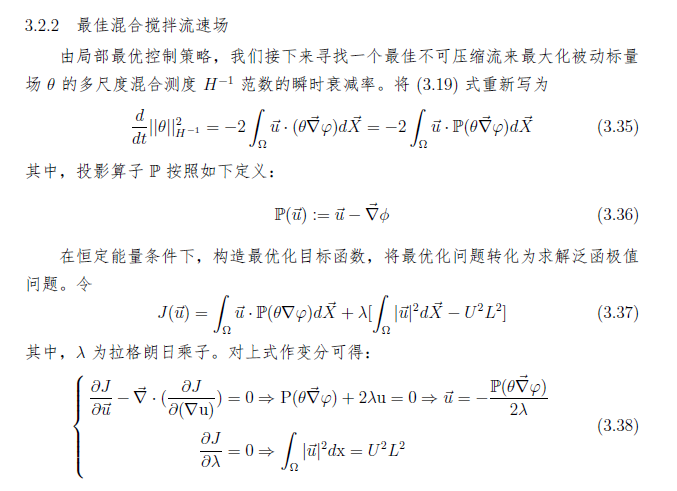 3.2.2 最佳混合搅拌流速场
由局部最优控制策略，我们接下来寻找一个最佳不可压缩流来最大化被动标量
场 θ 的多尺度混合测度 H⁻¹ 范数的瞬时衰减率。将 (3.19) 式重新写为
$\frac{d}{dt}||\theta||^2_{H^{-1}} = -2\int_\Omega \vec{u}\cdot(\theta\vec{\nabla}\varphi)d\vec{X} = -2\int_\Omega \vec{u}\cdot\mathbb{P}(\theta\vec{\nabla}\varphi)d\vec{X}$ (3.35)
其中，投影算子 ℙ 按照如下定义：
$\mathbb{P}(\vec{u}) := \vec{u} - \vec{\nabla}\phi$ (3.36)
在恒定能量条件下，构造最优化目标函数，将最优化问题转化为求解泛函极值
问题。令
$J(\vec{u}) = \int_\Omega \vec{u}\cdot\mathbb{P}(\theta\nabla\varphi)d\vec{X} + \lambda[\int_\Omega |\vec{u}|^2 d\vec{X} - U^2L^2]$ (3.37)
其中，λ 为拉格朗日乘子。对上式作变分可得：
$\frac{\partial J}{\partial \vec{u}} - \vec{\nabla}\cdot(\frac{\partial J}{\partial(\nabla \mathrm{u})}) = 0 \Rightarrow \mathrm{P}(\theta\vec{\nabla}\varphi) + 2\lambda \mathrm{u} = 0 \Rightarrow \vec{u} = -\frac{\mathbb{P}(\theta\vec{\nabla}\varphi)}{2\lambda}$
$\frac{\partial J}{\partial \lambda} = 0 \Rightarrow \int_\Omega |\vec{u}|^2 \mathrm{dx} = U^2L^2$ (3.38)